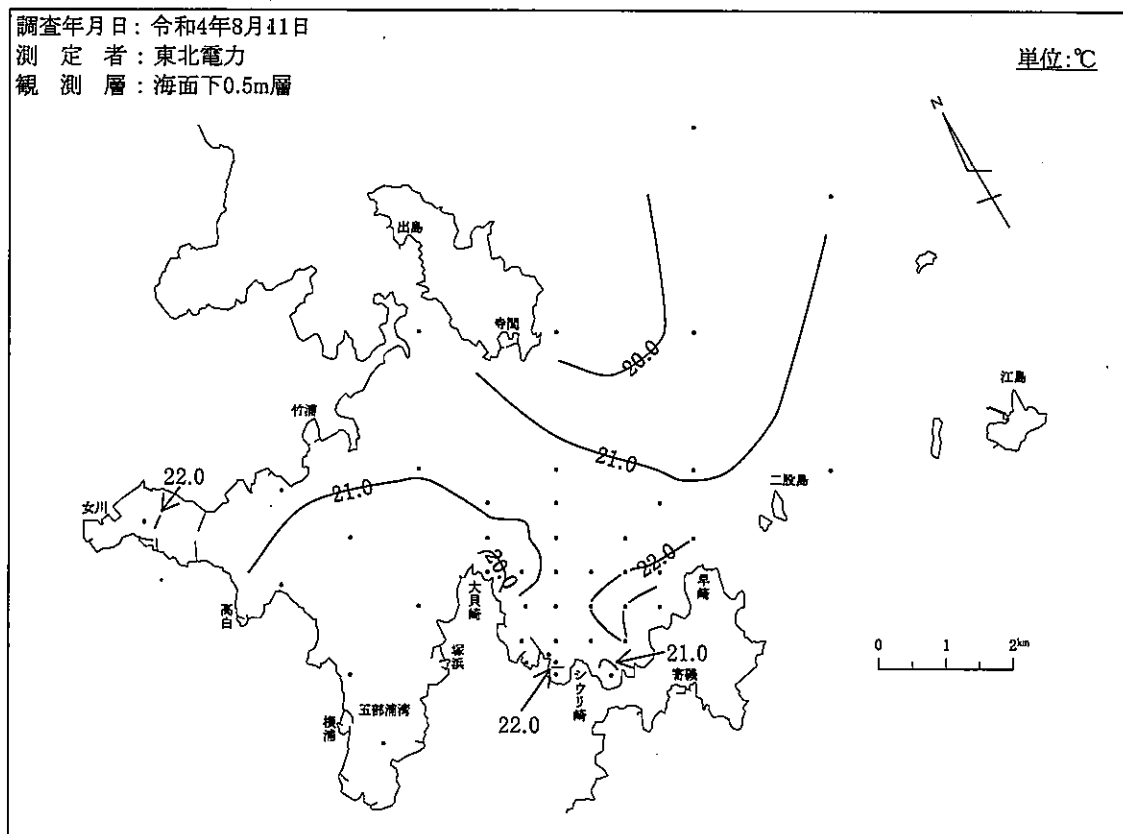 調査年月日：令和4年8月11日
測　定　者：東北電力
観　測　層：海面下0.5m層
単位:℃
N
出島
寺間
20.0
江島
竹浦
21.0
二股島
22.0
女川
21.0
20.0
22.0
大貝崎
早崎
高白
塚浜
21.0
0 1 2km
シウリ崎
寄磯
五部浦湾
22.0
横浦